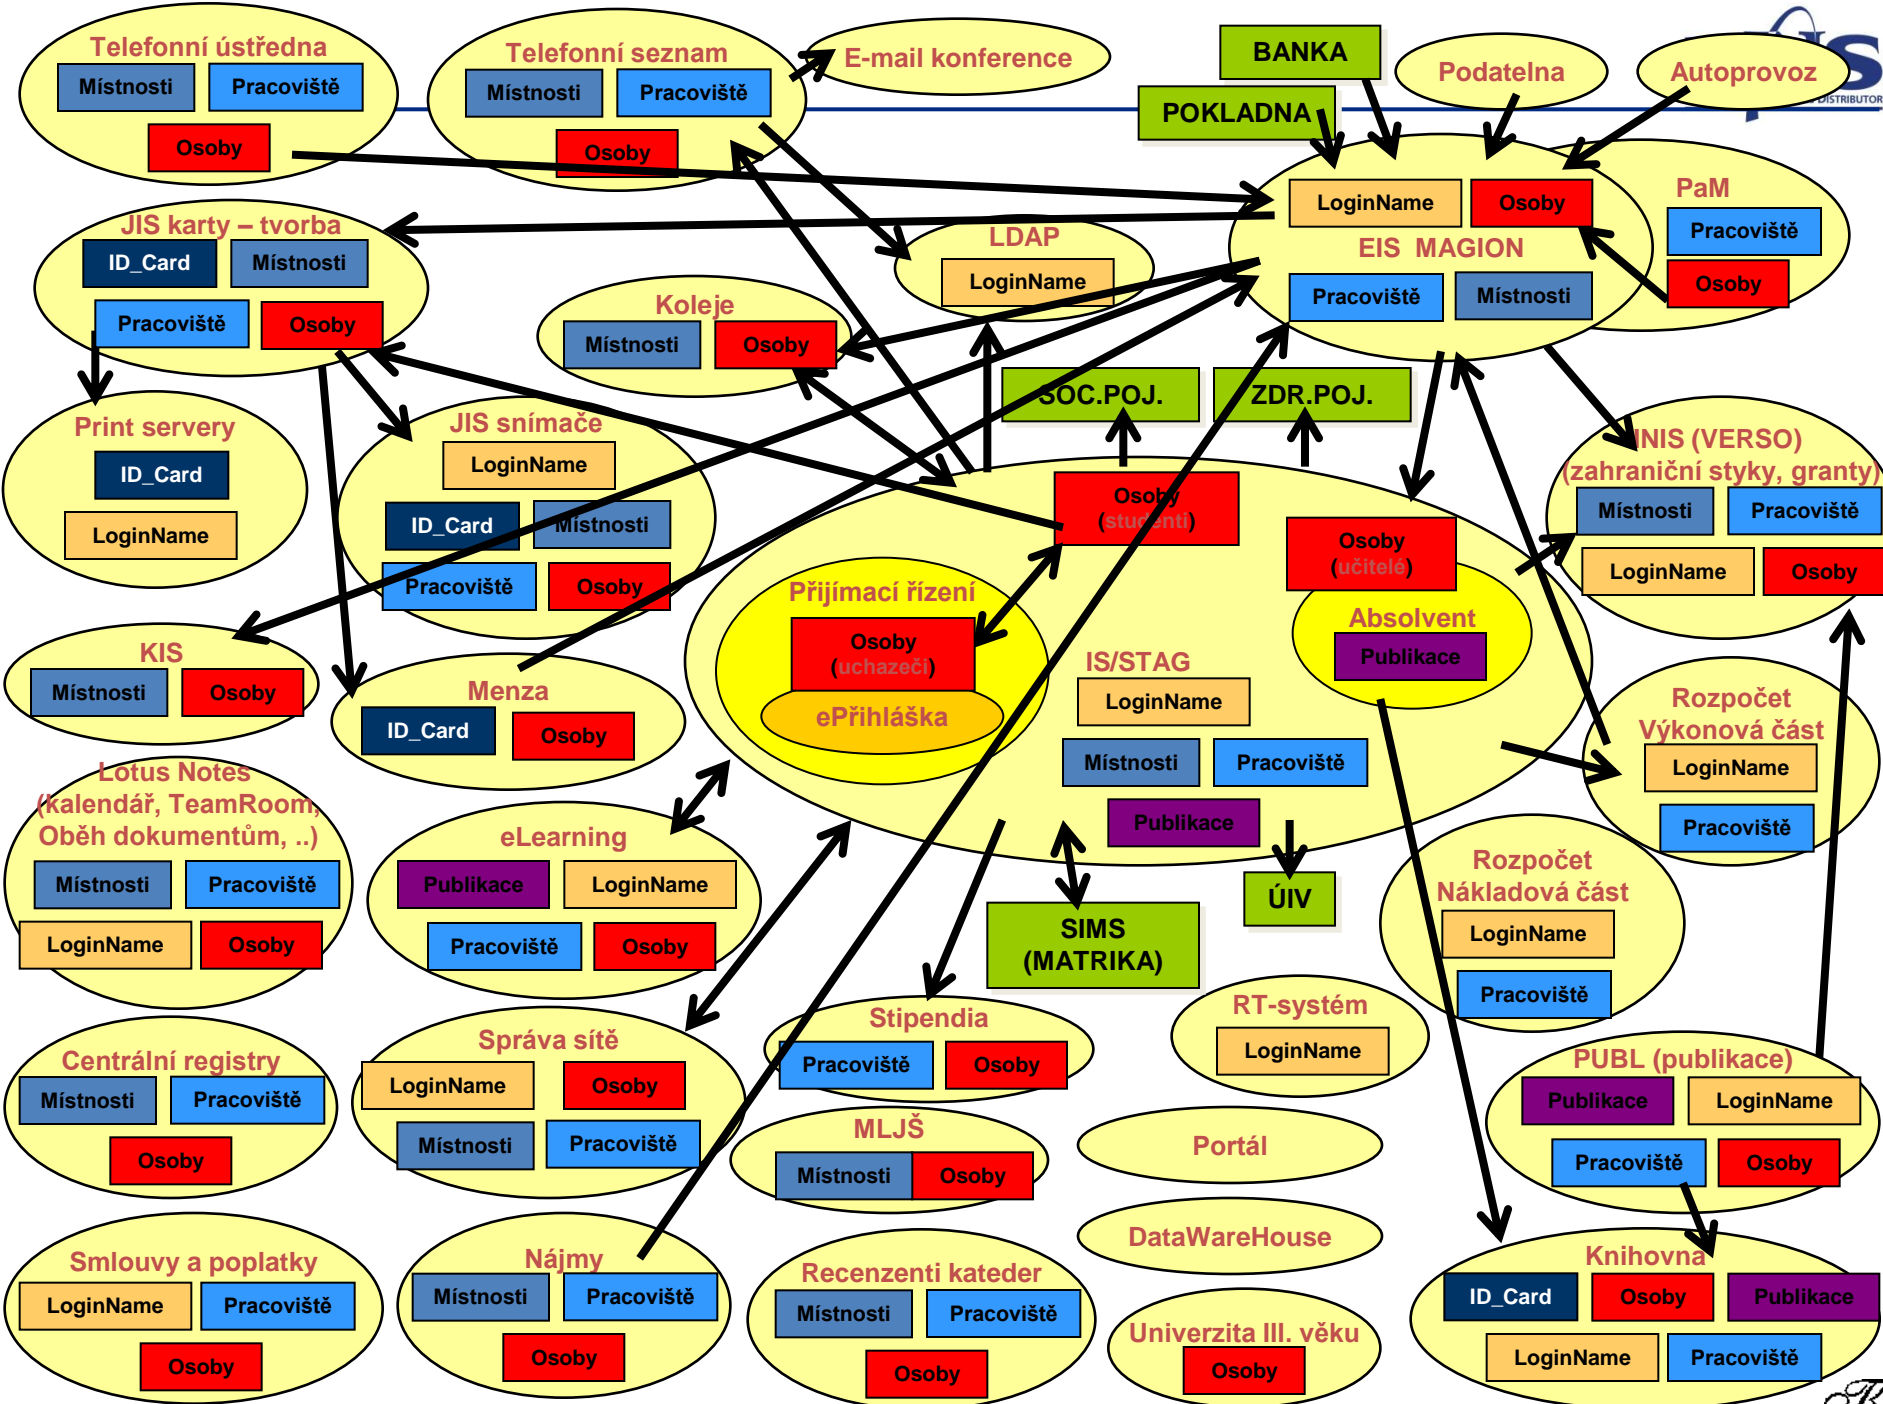 Telefonní ústředna
Místnosti
Pracoviště
Osoby
Telefonní seznam
Místnosti
Pracoviště
Osoby
E-mail konference
BANKA
POKLADNA
Podatelna
Autoprovoz
DISTRIBUTOR
LoginName
Osoby
EIS MAGION
Pracoviště
Místnosti
PaM
Pracoviště
Osoby
JIS karty – tvorba
ID_Card
Místnosti
Pracoviště
Osoby
LDAP
LoginName
Koleje
Místnosti
Osoby
SOC.POJ.
ZDR.POJ.
Print servery
ID_Card
LoginName
JIS snímače
LoginName
ID_Card
Místnosti
Pracoviště
Osoby
INIS (VERSO)
(zahraniční styky, granty)
Místnosti
Pracoviště
LoginName
Osoby
Osoby
(studenti)
Osoby
(učitelé)
Absolvent
Publikace
Přijímací řízení
Osoby
(uchazeči)
ePřihláška
IS/STAG
LoginName
Místnosti
Pracoviště
Publikace
KIS
Místnosti
Osoby
Menza
ID_Card
Osoby
Rozpočet
Výkonová část
LoginName
Pracoviště
Lotus Notes
(kalendář, TeamRoom,
Oběh dokumentům, ..)
Místnosti
Pracoviště
LoginName
Osoby
eLearning
Publikace
LoginName
Pracoviště
Osoby
SIMS
(MATRIKA)
ÚIV
Rozpočet
Nákladová část
LoginName
Pracoviště
Centrální registry
Místnosti
Pracoviště
Osoby
Správa sítě
LoginName
Osoby
Místnosti
Pracoviště
Stipendia
Pracoviště
Osoby
RT-systém
LoginName
PUBL (publikace)
Publikace
LoginName
Pracoviště
Osoby
MLJŠ
Místnosti
Osoby
Portál
DataWareHouse
Smlouvy a poplatky
LoginName
Pracoviště
Osoby
Nájmy
Místnosti
Pracoviště
Osoby
Recenzenti kateder
Místnosti
Pracoviště
Osoby
Univerzita III. věku
Osoby
Knihovna
ID_Card
Osoby
Publikace
LoginName
Pracoviště